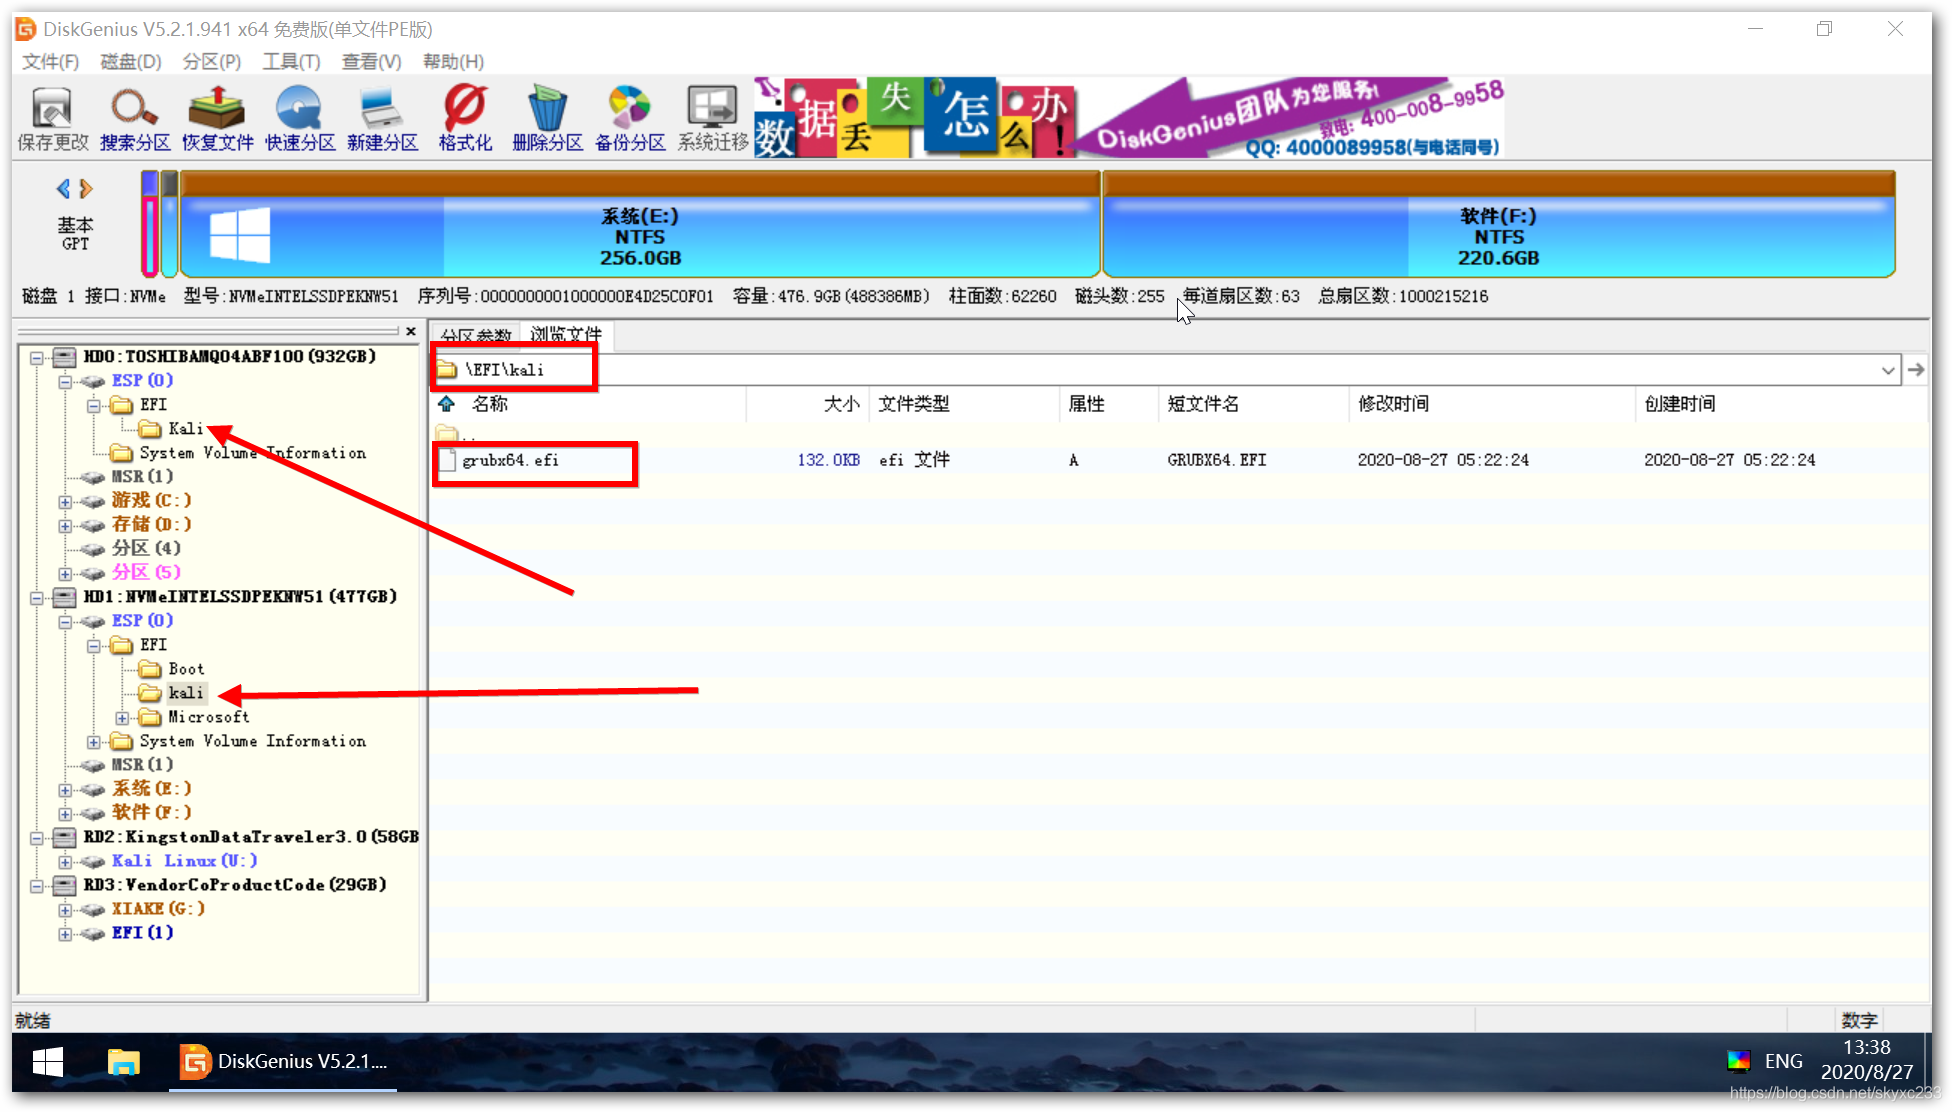 DiskGenius V5.2.1.941 x64 免费版(单文件PE版)
文件(F) 磁盘(D) 分区(P) 工具(T) 查看(V) 帮助(H)
保存更改 搜索分区 恢复文件 快速分区 新建分区 格式化 删除分区 备份分区 系统迁移
数据丢失怎么办!
DiskGenius团队为您服务!
致电: 400-008-9958
QQ: 4000089958(与电话同号)
基本
GPT
系统(E:)
NTFS
256.0GB
软件(F:)
NTFS
220.6GB
磁盘 1 接口:NVMe 型号:NVMeINTELSSDPEKNW51 序列号:0000000001000000E4D25C0F01 容量:476.9GB(488386MB) 柱面数:62260 磁头数:255 每道扇区数:63 总扇区数:1000215216
HD0:TOSHIBAMQ04ABF100(932GB)
ESP(0)
EFI
Kali
System Volume Information
MSR(1)
游戏(C:)
存储(D:)
分区(4)
分区(5)
HD1:NVMeINTELSSDPEKNW51(477GB)
ESP(0)
EFI
Boot
kali
Microsoft
System Volume Information
MSR(1)
系统(E:)
软件(F:)
RD2:KingstonDataTraveler3.0(58GB
Kali Linux(U:)
RD3:VendorCoProductCode(29GB)
XIAKE(G:)
EFI(1)
分区参数 浏览文件
\EFI\kali
名称 大小 文件类型 属性 短文件名 修改时间 创建时间
..
grubx64.efi 132.0KB efi 文件 A GRUBX64.EFI 2020-08-27 05:22:24 2020-08-27 05:22:24
就绪
数字
DiskGenius V5.2.1....
ENG
13:38
2020/8/27
https://blog.csdn.net/skyxc233